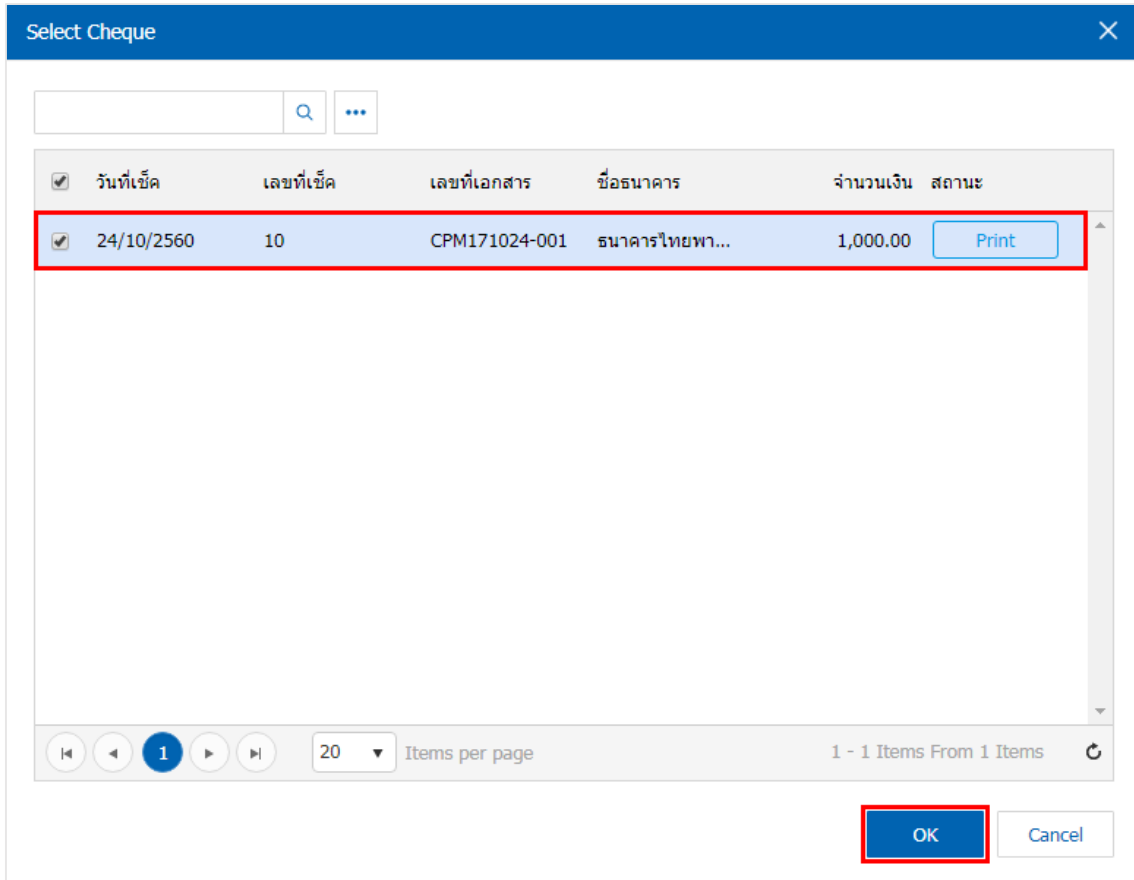 Select Cheque
วันที่เช็ค เลขที่เช็ค เลขที่เอกสาร ชื่อธนาคาร จำนวนเงิน สถานะ
24/10/2560 10 CPM171024-001 ธนาคารไทยพา... 1,000.00 Print
1 20 Items per page 1 - 1 Items From 1 Items
OK Cancel